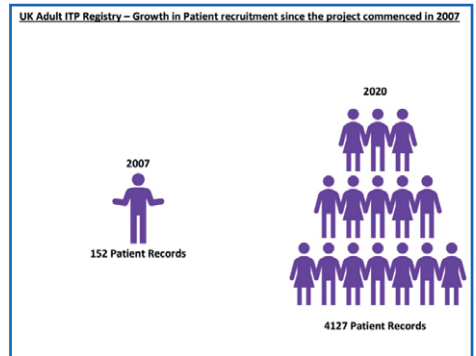 UK Adult ITP Registry – Growth in Patient recruitment since the project commenced in 2007
2020
2007
152 Patient Records
4127 Patient Records